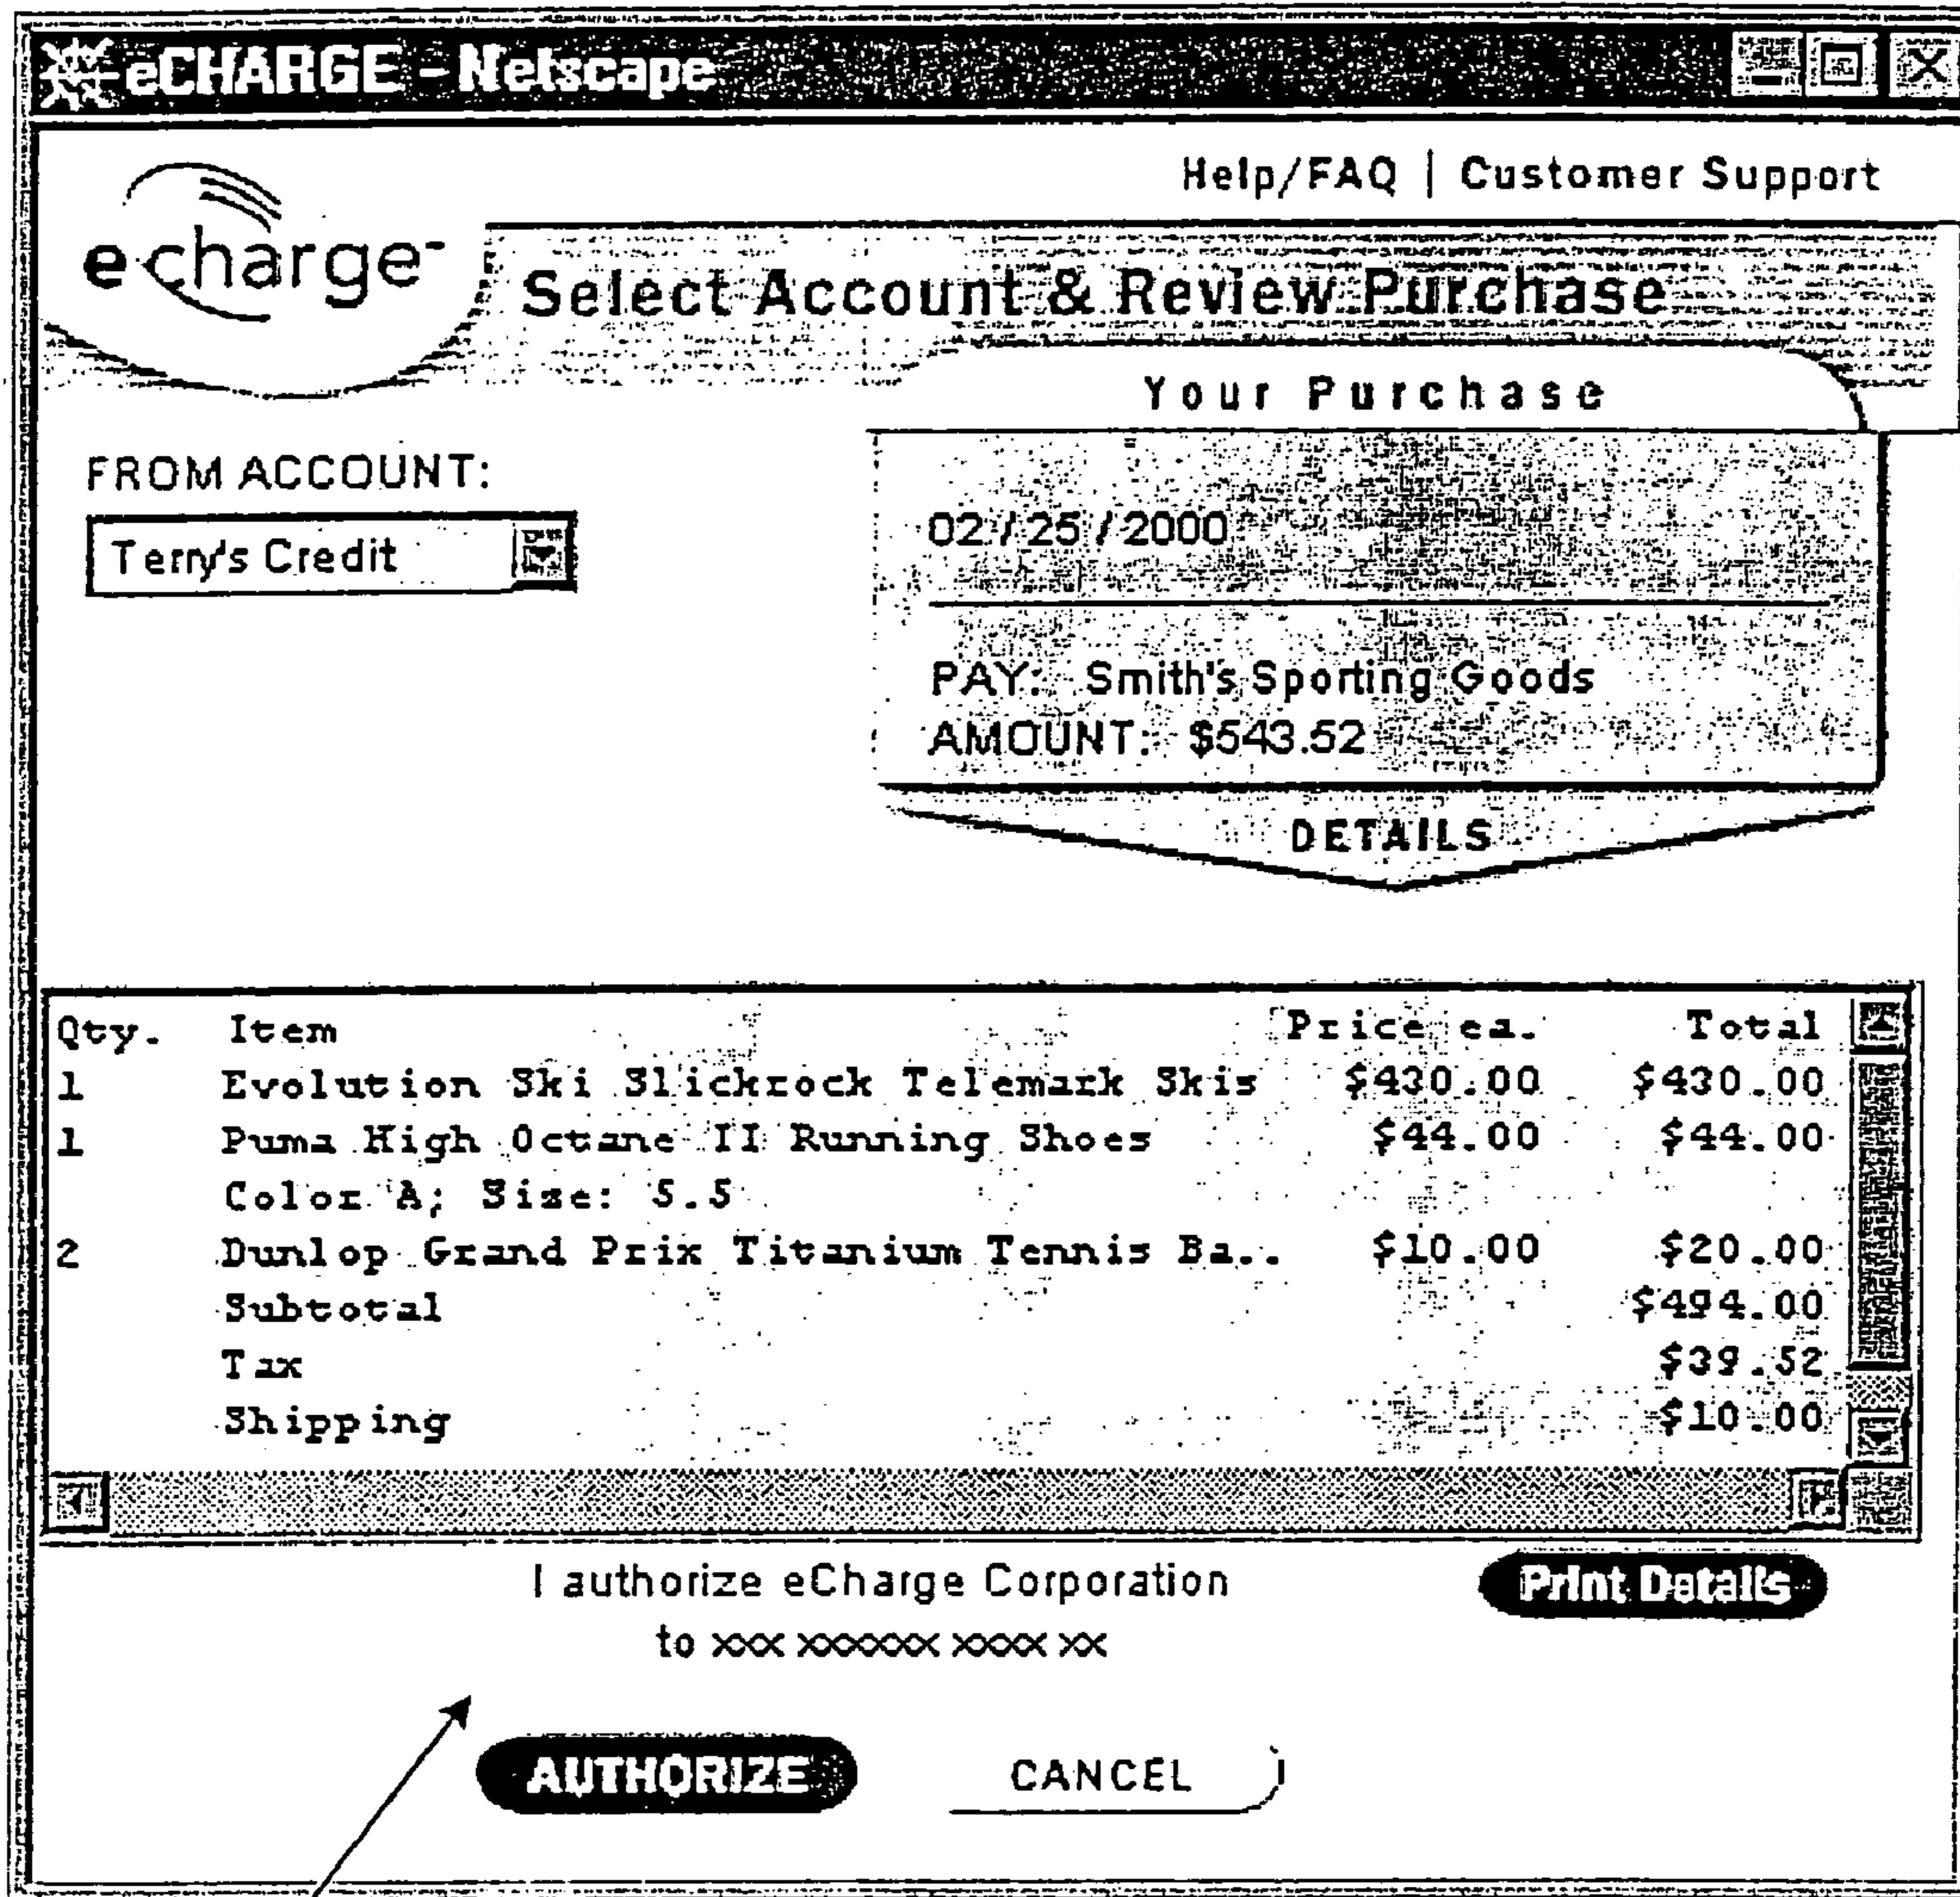 eCHARGE - Netscape
Help/FAQ | Customer Support
echarge
Select Account & Review Purchase
Your Purchase
FROM ACCOUNT:
Terry's Credit
02 / 25 / 2000
PAY: Smith's Sporting Goods
AMOUNT: $543.52
DETAILS
Qty. Item Price ea. Total
1 Evolution Ski Slickrock Telemark Skis $430.00 $430.00
1 Puma High Octane II Running Shoes $44.00 $44.00
Color A; Size: 5.5
2 Dunlop Grand Prix Titanium Tennis Ba.. $10.00 $20.00
Subtotal $494.00
Tax $39.52
Shipping $10.00
I authorize eCharge Corporation
to xxx xxxxxx xxxx xx
Print Details
AUTHORIZE CANCEL